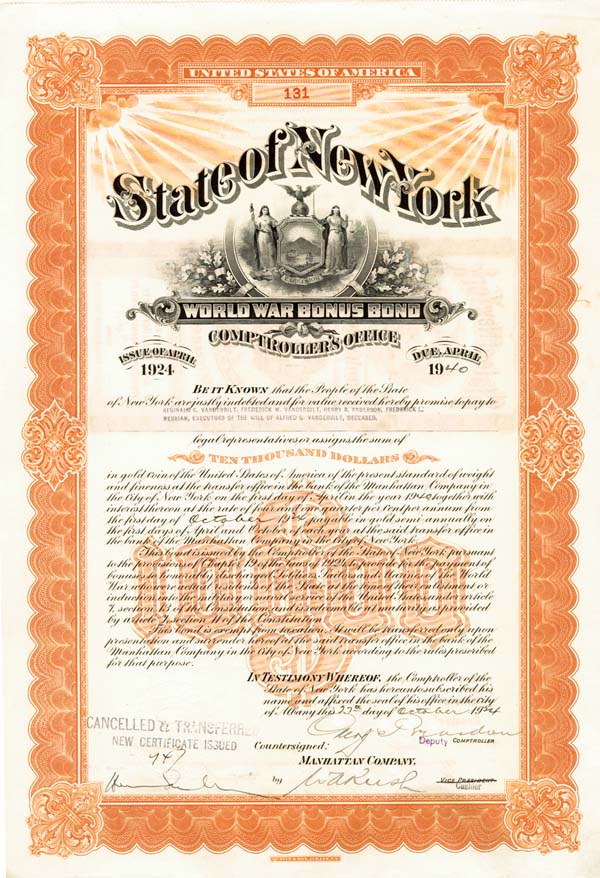 UNITED STATES OF AMERICA
131
State of New York
WORLD WAR BONUS BOND
COMPTROLLER'S OFFICE
ISSUE OF APRIL
1924
DUE, APRIL
1940
BE IT KNOWN that the People of the State
of New York are justly indebted and for value received hereby promise to pay to
REGINALD C. VANDERBILT, FREDERICK W. VANDERBILT, HENRY B. ANDERSON, FREDERICK L.
EXECUTORS OF THE WILL OF ALFRED G. VANDERBILT, DECEASED.
legal representatives or assigns the sum of
TEN THOUSAND DOLLARS
in gold coin of the United States of America of the present standard of weight
and fineness at the transfer office in the bank of the Manhattan Company in
the City of New York on the first day of April in the year 1940 together with
interest thereon at the rate of four and a quarter per cent per annum from
the first day of October 1924 payable in gold semi-annually on
the first days of April and October of each year at the said transfer office in
the bank of the Manhattan Company in the City of New York.
This bond is issued by the Comptroller of the State of New York pursuant
to the provisions of Chapter 19 of the Laws of 1924 to provide for the payment of
bonuses to honorably discharged Soldiers, Sailors and Marines of the World
War who were actual residents of the State at the time of their enlistment or
induction in the military or naval service of the United States, under article
7, section 13 of the Constitution and is redeemable at maturity as provided
by article 7, section 11 of the Constitution.
This bond is exempt from taxation. It will be transferred only upon
presentation and surrender hereof at the said transfer office in the bank of the
Manhattan Company in the City of New York according to the rules prescribed
for that purpose.
10000
IN TESTIMONY WHEREOF, the Comptroller of the
State of New York has hereunto subscribed his
name and affixed the seal of his office in the city
of Albany this 27th day of October 1924
CANCELLED & TRANSFERRED
NEW CERTIFICATE ISSUED
Deputy COMPTROLLER
Countersigned:
MANHATTAN COMPANY.
by
VICE PRESIDENT
Cashier